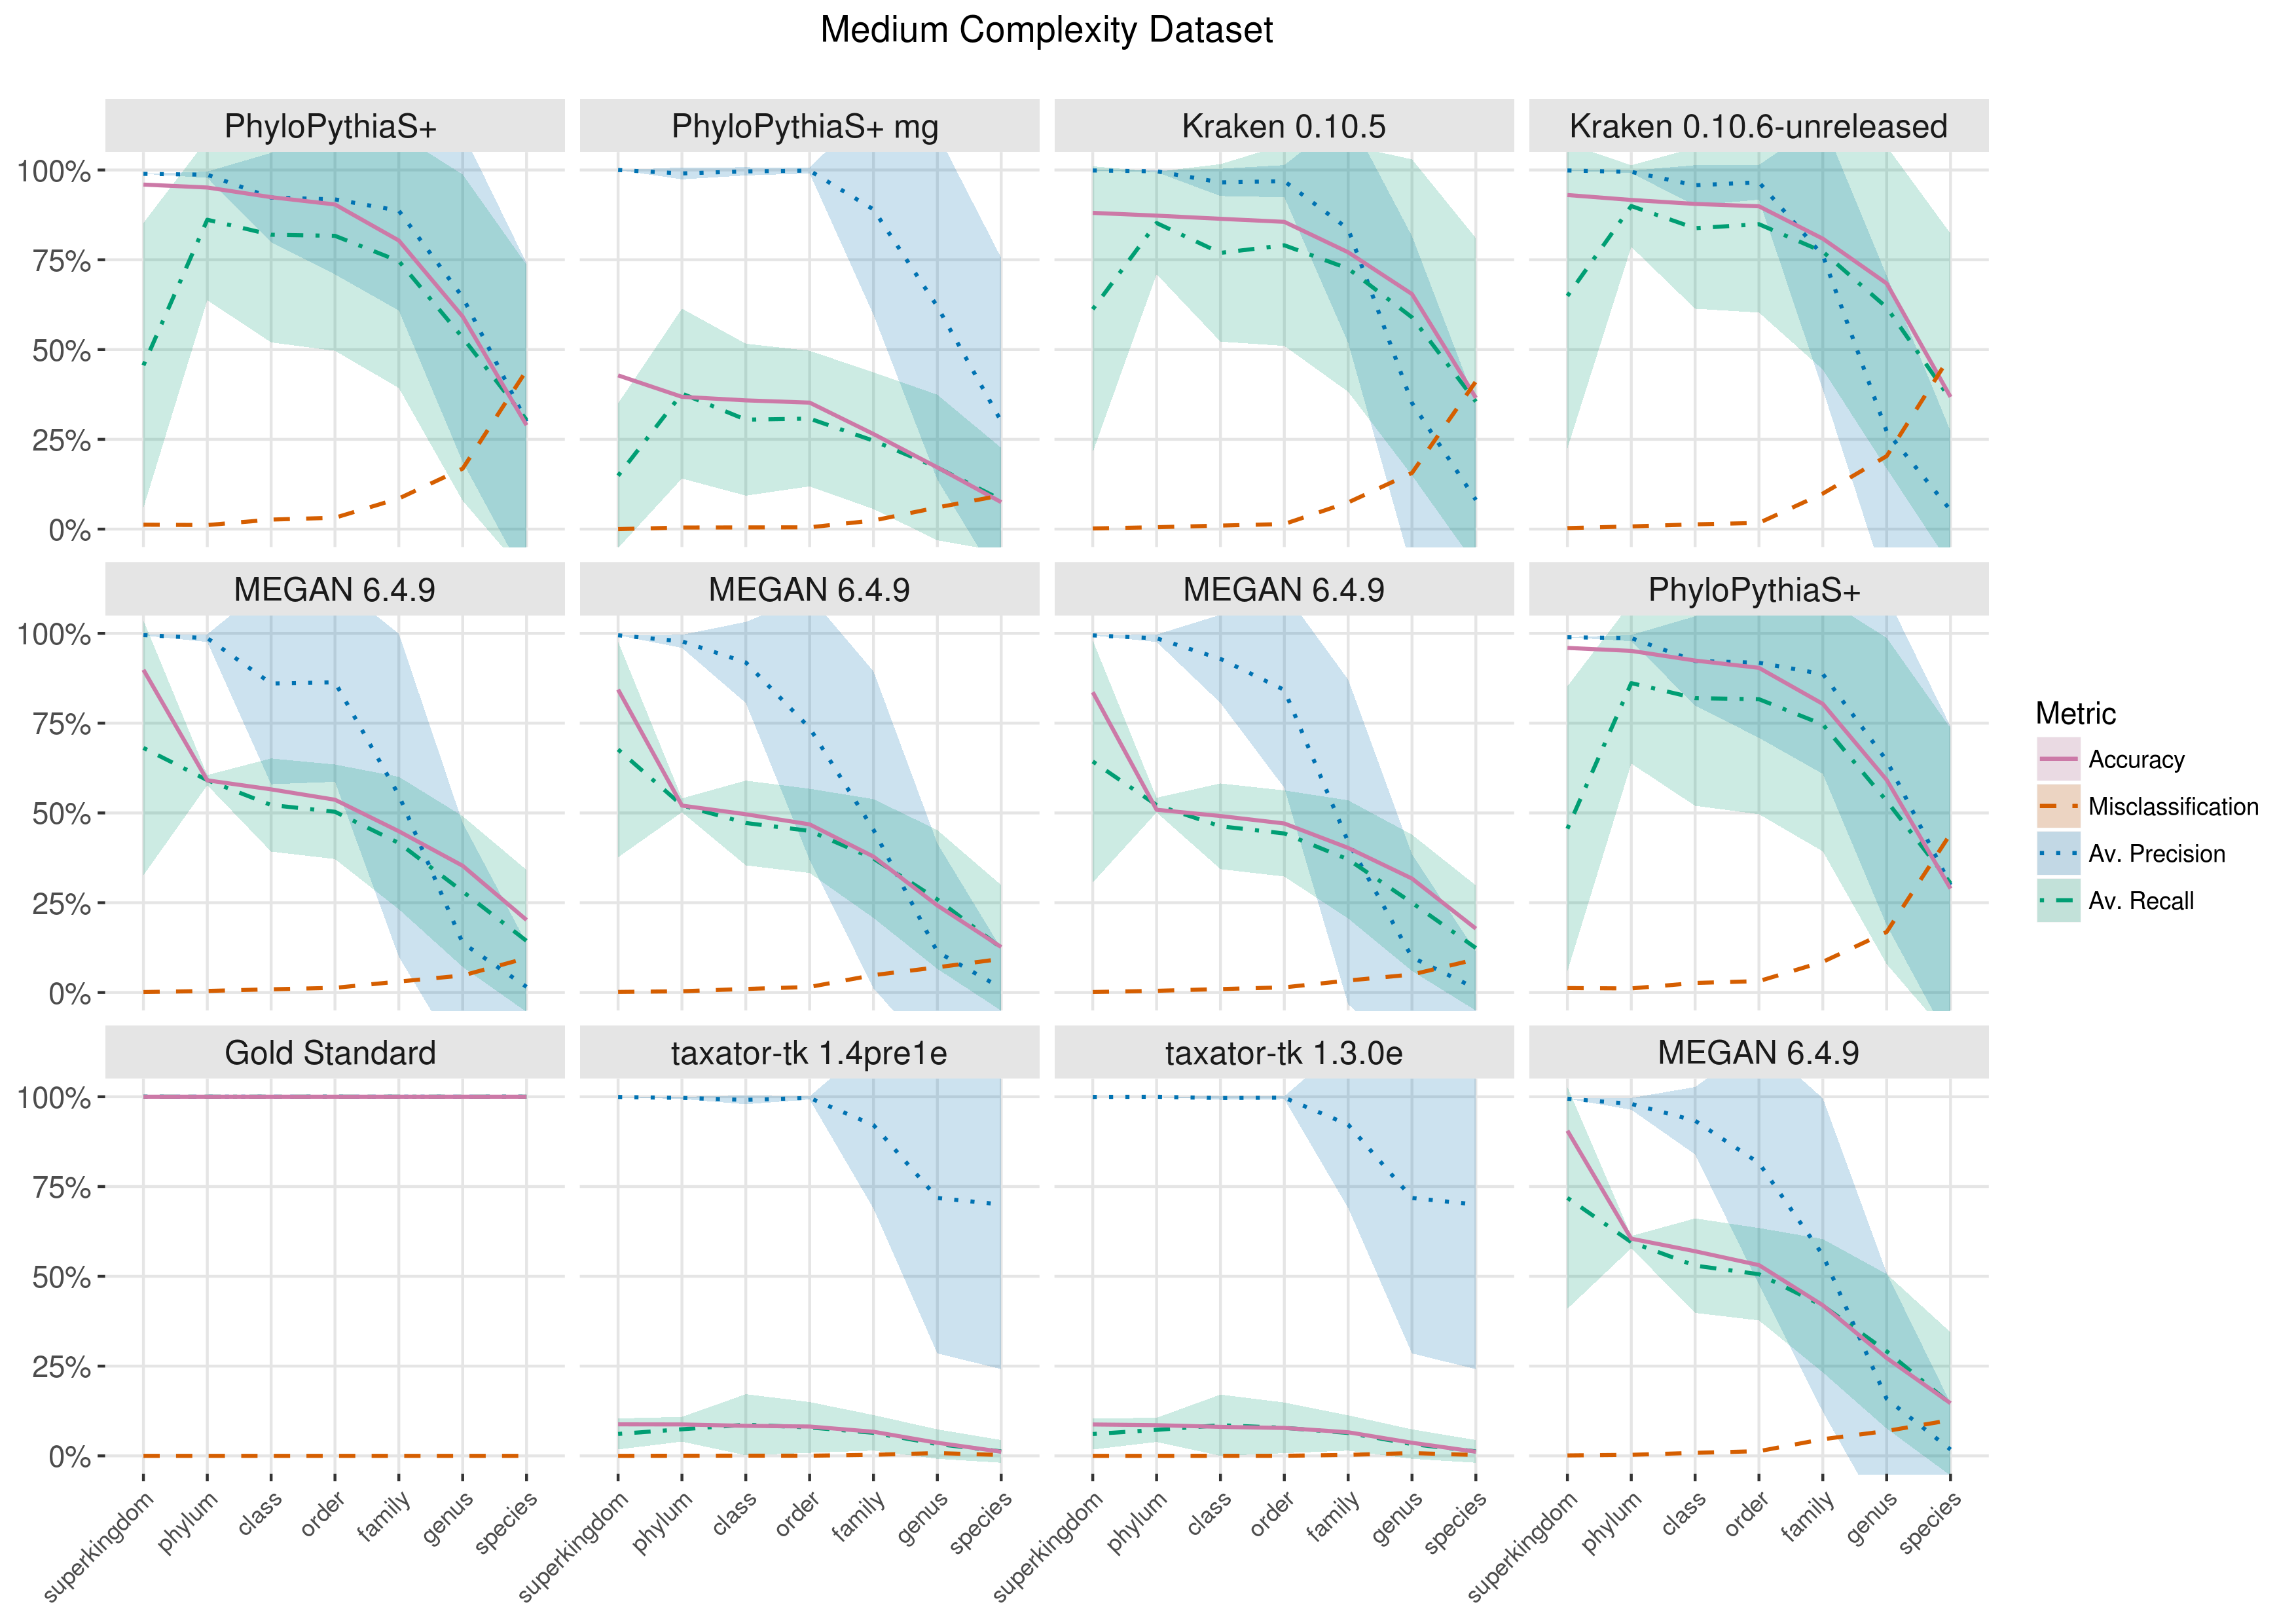 Medium Complexity Dataset
PhyloPythiaS+ PhyloPythiaS+ mg Kraken 0.10.5 Kraken 0.10.6-unreleased
100%
75%
50%
25%
0%
MEGAN 6.4.9 MEGAN 6.4.9 MEGAN 6.4.9 PhyloPythiaS+
100%
75%
50%
25%
0%
Gold Standard taxator-tk 1.4pre1e taxator-tk 1.3.0e MEGAN 6.4.9
100%
75%
50%
25%
0%
superkingdom phylum class order family genus species superkingdom phylum class order family genus species superkingdom phylum class order family genus species superkingdom phylum class order family genus species
Metric
Accuracy
Misclassification
Av. Precision
Av. Recall